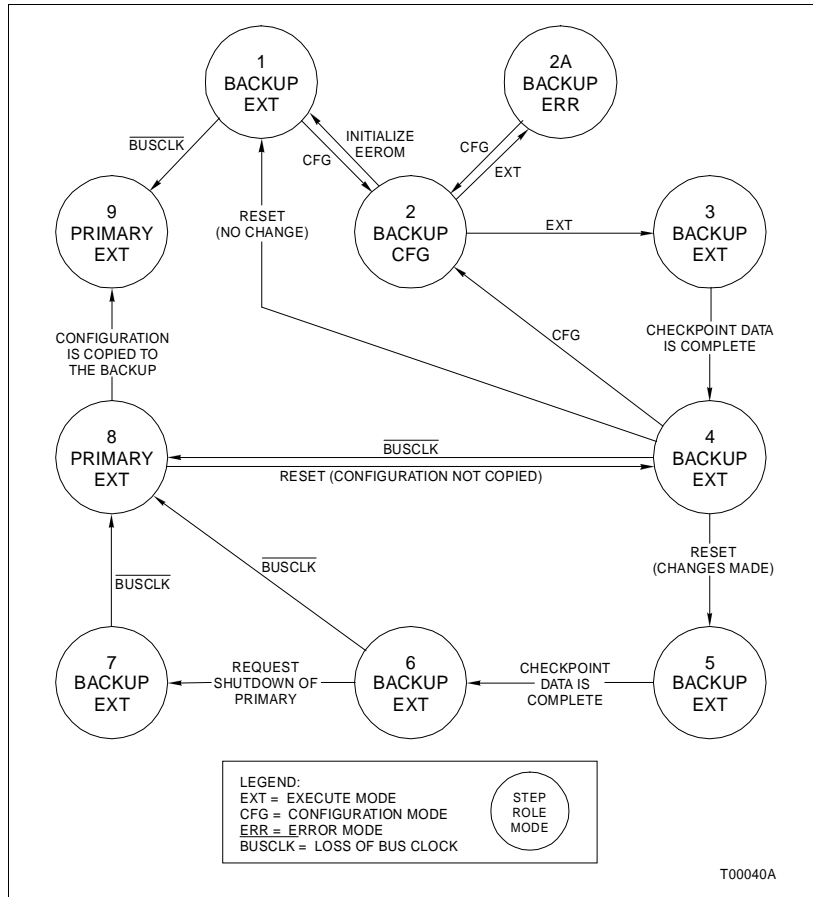 1
BACKUP
EXT
2A
BACKUP
ERR
BUSCLK
CFG
INITIALIZE
EEROM
CFG
EXT
9
PRIMARY
EXT
RESET
(NO CHANGE)
2
BACKUP
CFG
EXT
3
BACKUP
EXT
CONFIGURATION
IS COPIED TO
THE BACKUP
CFG
CHECKPOINT DATA
IS COMPLETE
8
PRIMARY
EXT
BUSCLK
RESET (CONFIGURATION NOT COPIED)
4
BACKUP
EXT
BUSCLK
BUSCLK
RESET
(CHANGES MADE)
7
BACKUP
EXT
REQUEST
SHUTDOWN OF
PRIMARY
6
BACKUP
EXT
CHECKPOINT
DATA IS
COMPLETE
5
BACKUP
EXT
LEGEND:
EXT = EXECUTE MODE
CFG = CONFIGURATION MODE
ERR = ERROR MODE
BUSCLK = LOSS OF BUS CLOCK
STEP
ROLE
MODE
T00040A